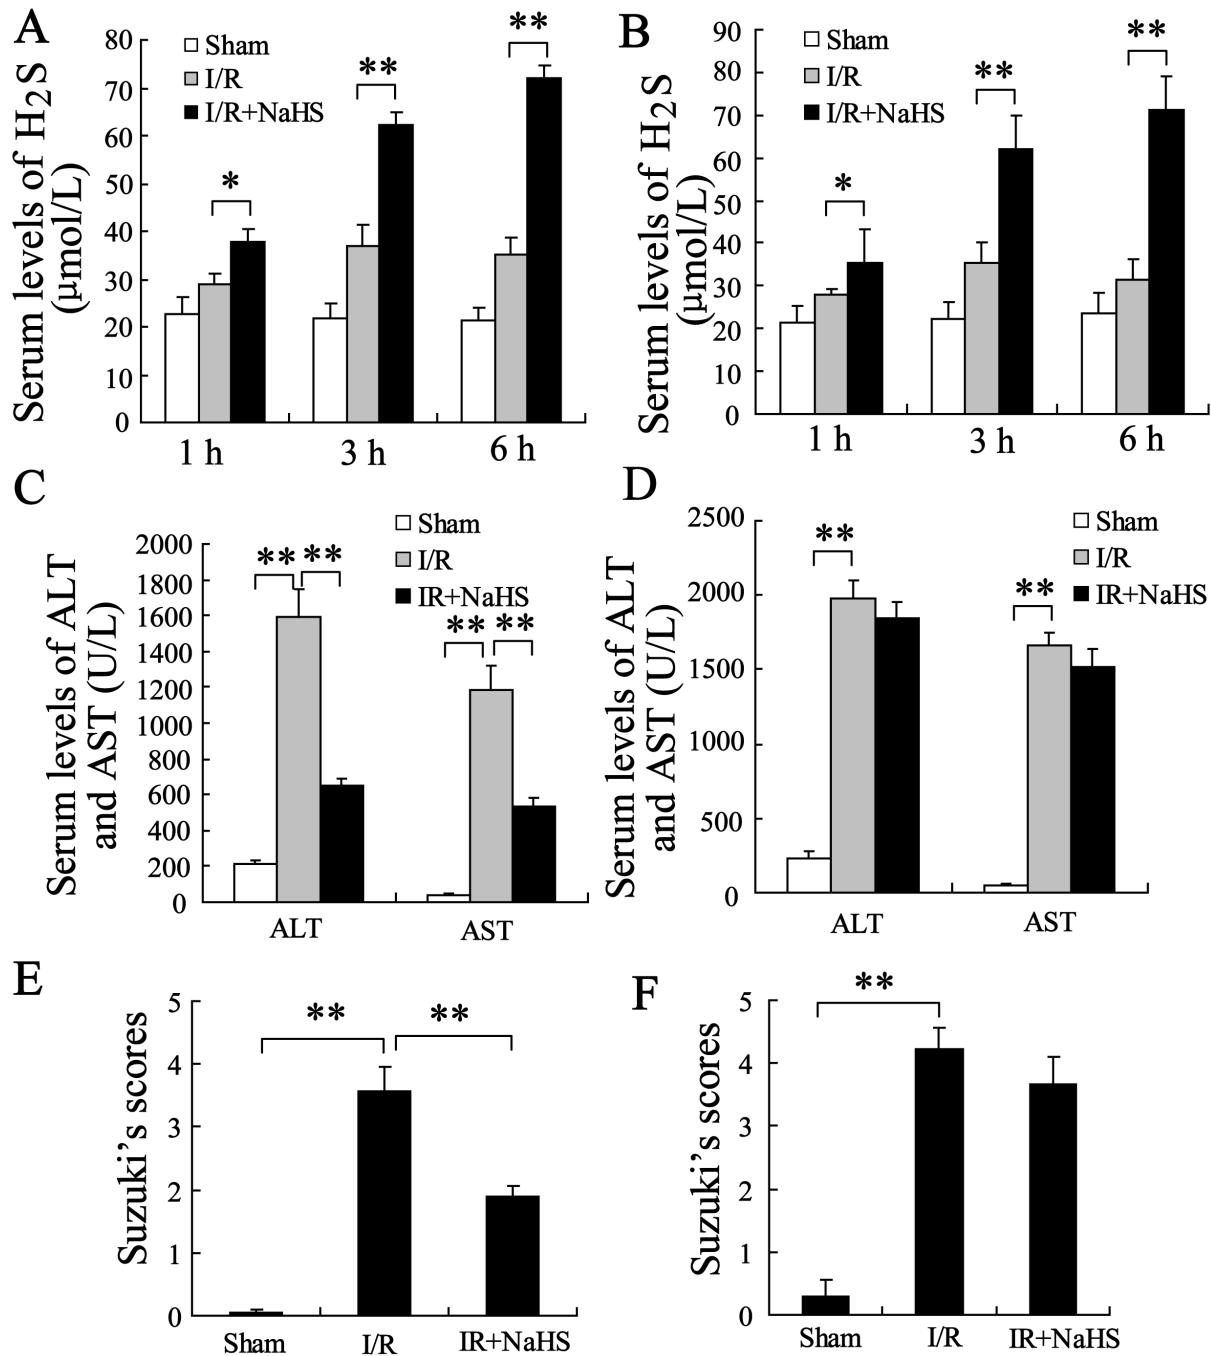 A
Serum levels of H2S
(μmol/L)
80
70
60
50
40
30
20
10
0
Sham
I/R
I/R+NaHS
*
**
**
1 h
3 h
6 h
B
Serum levels of H2S
(μmol/L)
90
80
70
60
50
40
30
20
10
0
Sham
I/R
I/R+NaHS
*
**
**
1 h
3 h
6 h
C
Serum levels of ALT
and AST (U/L)
2000
1800
1600
1400
1200
1000
800
600
400
200
0
Sham
I/R
IR+NaHS
** **
** **
ALT
AST
D
Serum levels of ALT
and AST (U/L)
2500
2000
1500
1000
500
0
Sham
I/R
IR+NaHS
**
**
ALT
AST
E
Suzuki's scores
5
4
3
2
1
0
** **
Sham
I/R
IR+NaHS
F
Suzuki's scores
5
4
3
2
1
0
**
Sham
I/R
IR+NaHS